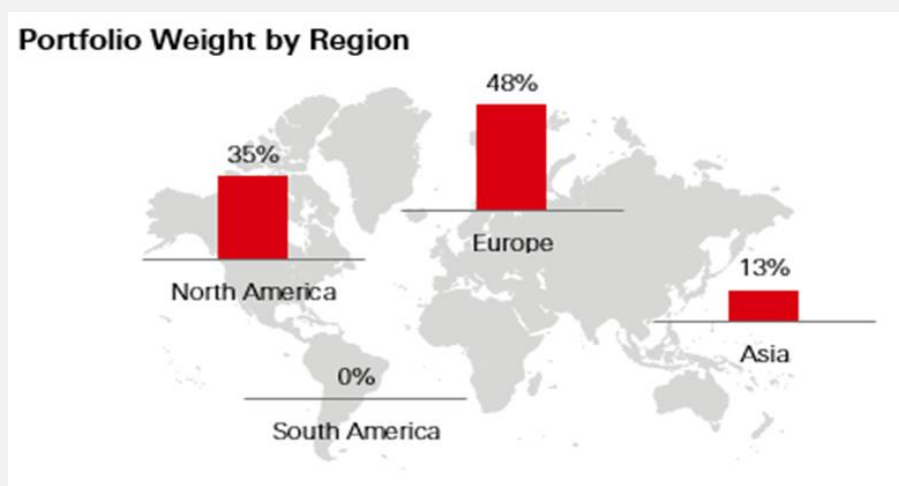 Portfolio Weight by Region
48%
35%
Europe
13%
North America
Asia
0%
South America